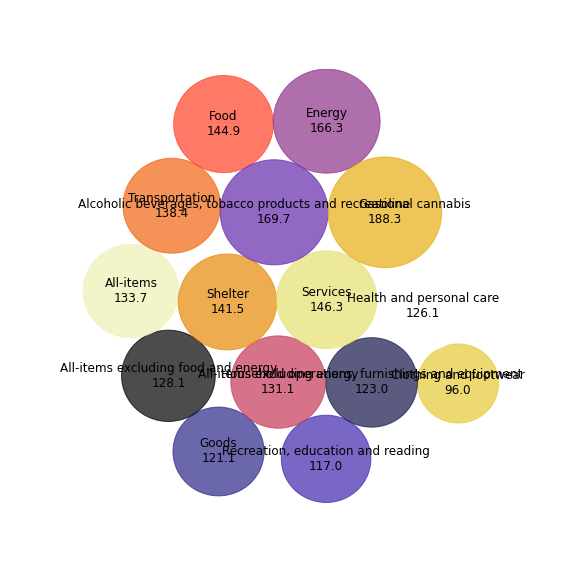 Food
144.9
Energy
166.3
Transportation
138.4
Alcoholic beverages, tobacco products and recreational cannabis
169.7
Gasoline
188.3
All-items
133.7
Shelter
141.5
Services
146.3
Health and personal care
126.1
All-items excluding food and energy
128.1
All-items excluding energy
131.1
Household operations, furnishings and equipment
123.0
Clothing and footwear
96.0
Goods
121.1
Recreation, education and reading
117.0